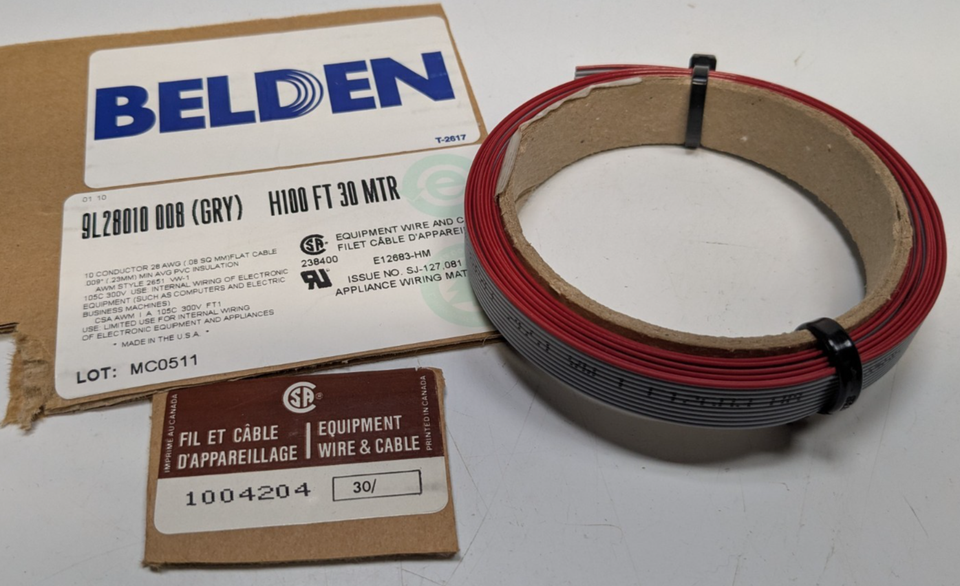 BELDEN
T-2617
01 10
9L28010 008 (GRY) H100 FT 30 MTR
10 CONDUCTOR 28 AWG (.08 SQ MM)FLAT CABLE
.009" (.23MM) MIN AVG PVC INSULATION
AWM STYLE 2651 VW-1
105C 300V USE: INTERNAL WIRING OF ELECTRONIC
EQUIPMENT (SUCH AS COMPUTERS AND ELECTRIC
BUSINESS MACHINES)
CSA AWM I A 105C 300V FT1
USE: LIMITED USE FOR INTERNAL WIRING
OF ELECTRONIC EQUIPMENT AND APPLIANCES
* MADE IN THE U.S.A. *
LOT: MC0511
SA
238400
EQUIPMENT WIRE AND C
FILET CÂBLE D'APPAREI
E12683-HM
ISSUE NO. SJ-127,081
APPLIANCE WIRING MAT
IMPRIMÉ AU CANADA
SA
FIL ET CÂBLE
D'APPAREILLAGE
EQUIPMENT
WIRE & CABLE
PRINTED IN CANADA
1004204
30/